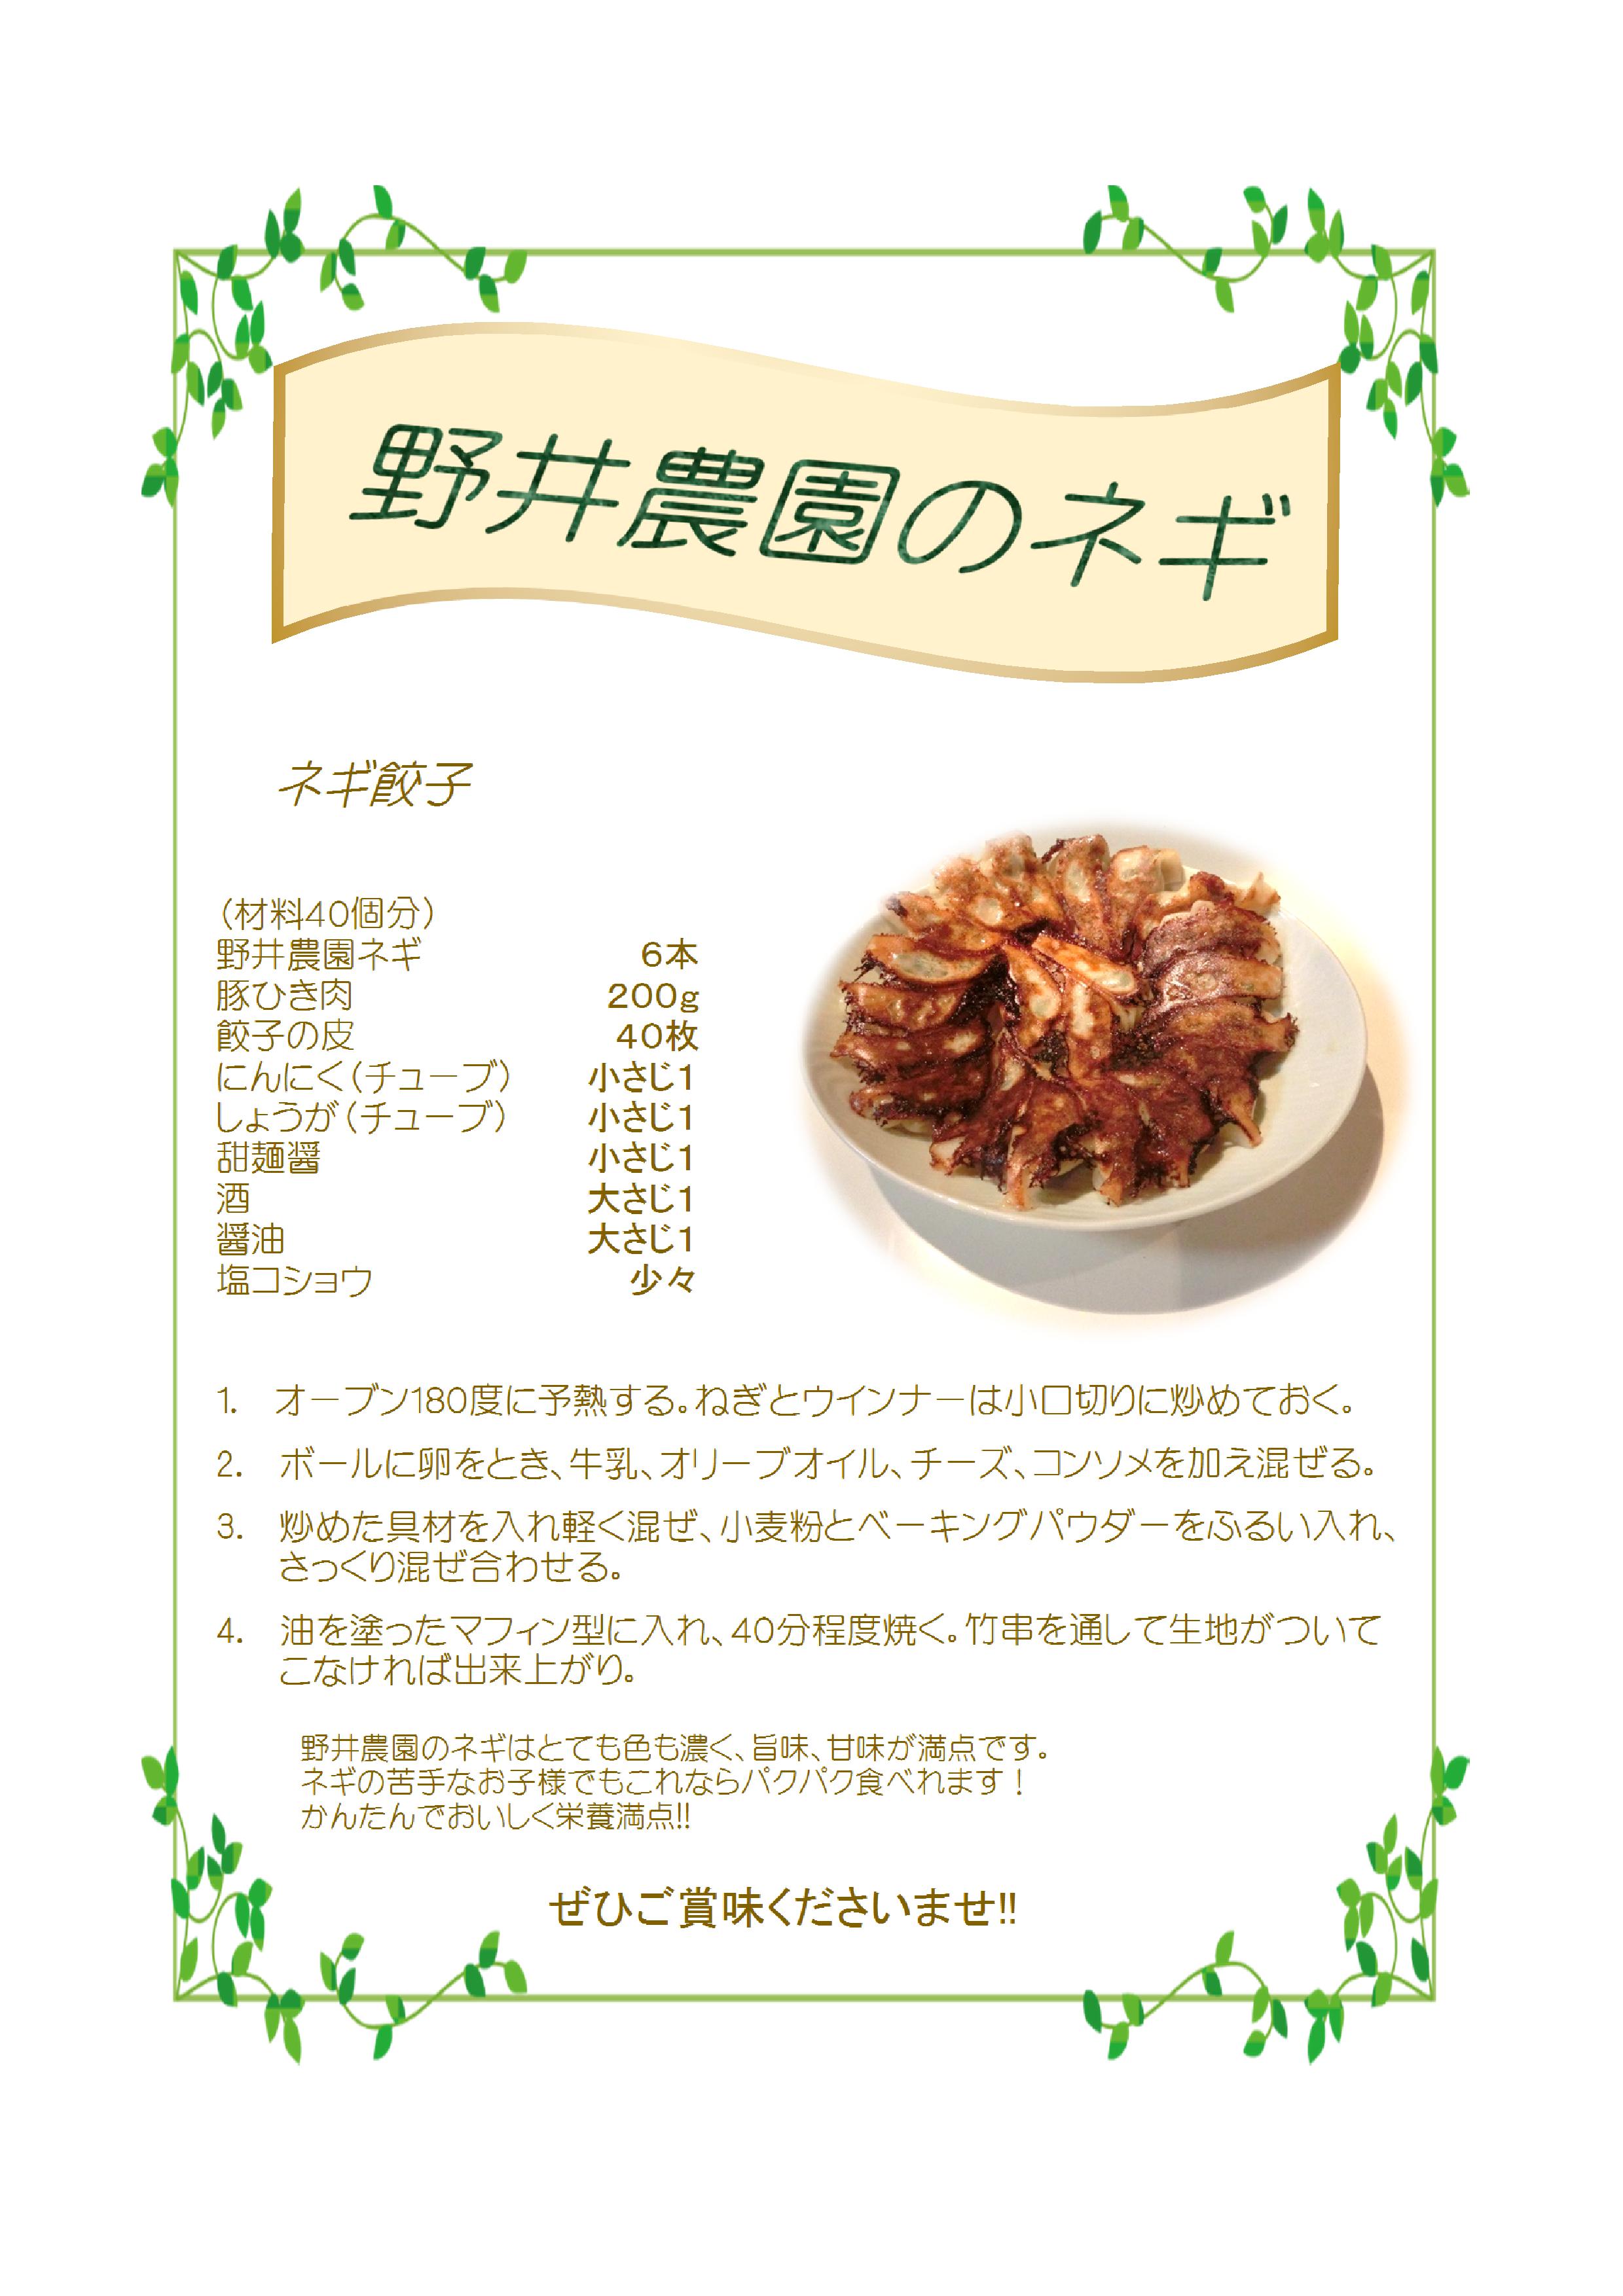 野井農園のネギ
ネギ餃子
（材料40個分）
野井農園ネギ 6本
豚ひき肉 200g
餃子の皮 40枚
にんにく（チューブ） 小さじ1
しょうが（チューブ） 小さじ1
甜麺醤 小さじ1
酒 大さじ1
醤油 大さじ1
塩コショウ 少々
1. オーブン180度に予熱する。ねぎとウインナーは小口切りに炒めておく。
2. ボールに卵をとき、牛乳、オリーブオイル、チーズ、コンソメを加え混ぜる。
3. 炒めた具材を入れ軽く混ぜ、小麦粉とベーキングパウダーをふるい入れ、
さっくり混ぜ合わせる。
4. 油を塗ったマフィン型に入れ、40分程度焼く。竹串を通して生地がついて
こなければ出来上がり。
野井農園のネギはとても色も濃く、旨味、甘味が満点です。
ネギの苦手なお子様でもこれならパクパク食べれます！
かんたんでおいしく栄養満点!!
ぜひご賞味くださいませ!!